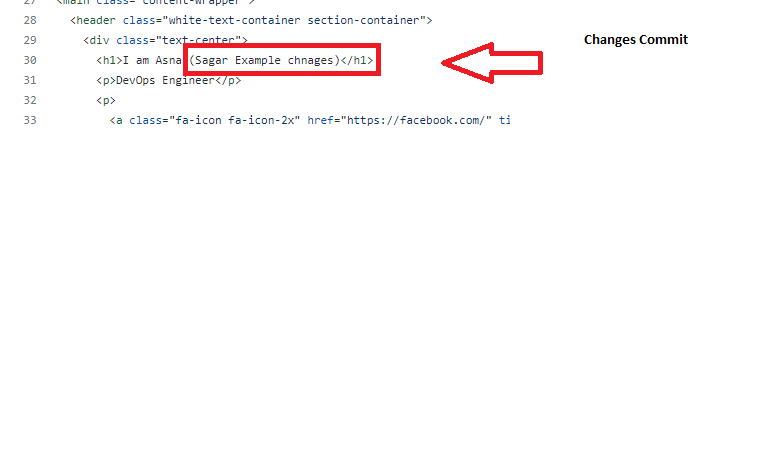 27 <main class="content-wrapper">
28 <header class="white-text-container section-container">
29 <div class="text-center">
30 <h1>I am Asna (Sagar Example chnages)</h1>
31 <p>DevOps Engineer</p>
32 <p>
33 <a class="fa-icon fa-icon-2x" href="https://facebook.com/" ti
Changes Commit